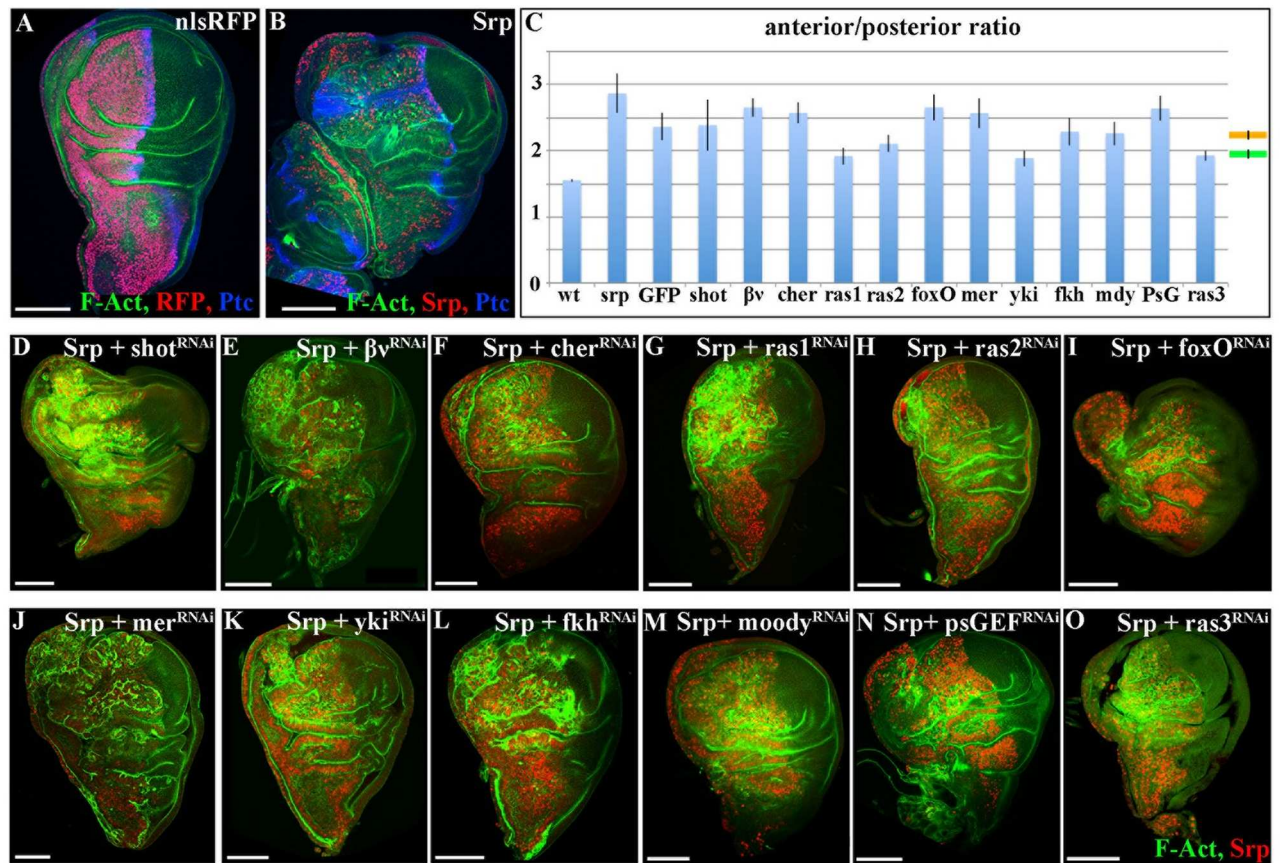 A nlsRFP
F-Act, RFP, Ptc
B Srp
F-Act, Srp, Ptc
C anterior/posterior ratio
3
2
1
0
wt srp GFP shot βν cher ras1 ras2 foxO mer yki fkh mdy PsG ras3
D Srp + shotRNAi
E Srp + βνRNAi
F Srp + cherRNAi
G Srp + ras1RNAi
H Srp + ras2RNAi
I Srp + foxORNAi
J Srp + merRNAi
K Srp + ykiRNAi
L Srp + fkhRNAi
M Srp+ moodyRNAi
N Srp+ psGEFRNAi
O Srp + ras3RNAi
F-Act, Srp